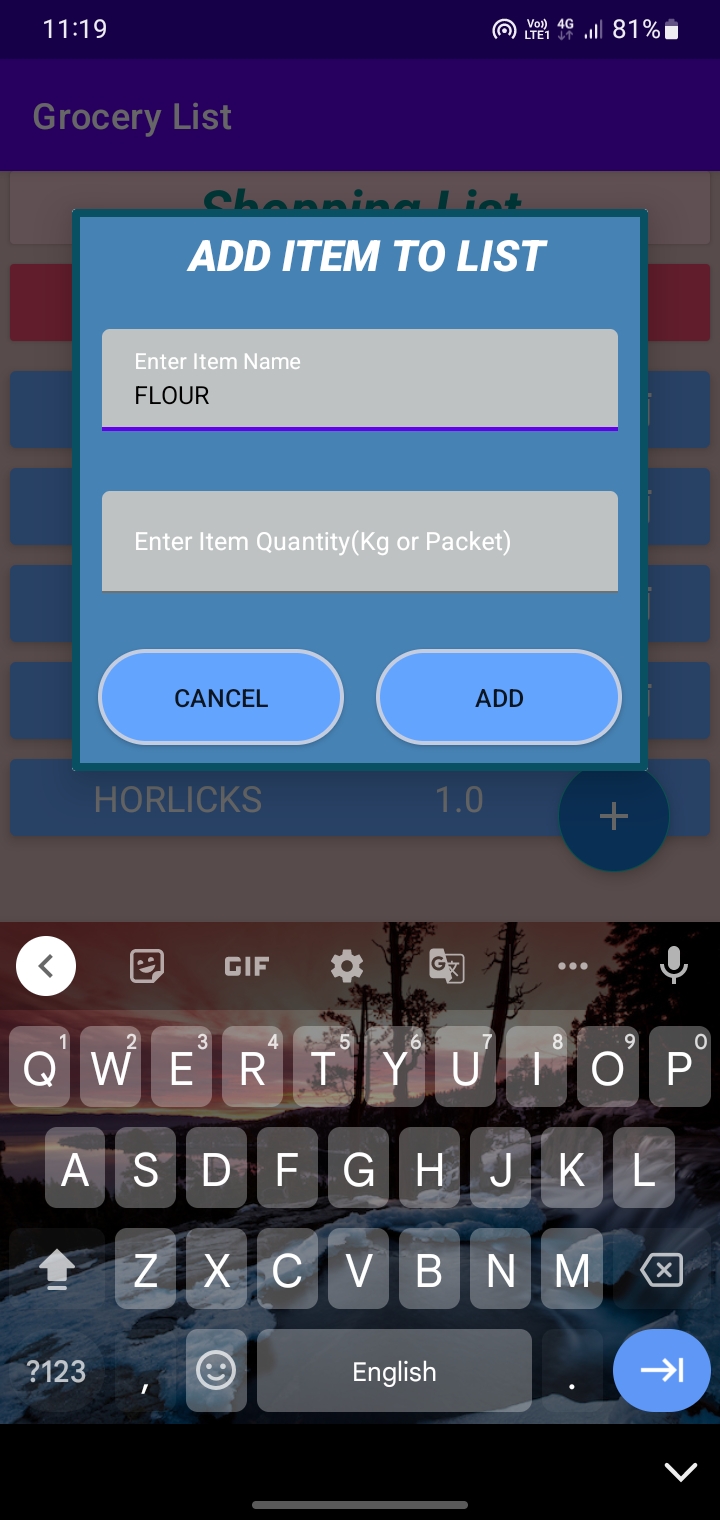 11:19
Vo)) LTE1 4G 81%
Grocery List
Shopping List
ADD ITEM TO LIST
Enter Item Name
FLOUR
Enter Item Quantity(Kg or Packet)
CANCEL ADD
HORLICKS 1.0
GIF
1 2 3 4 5 6 7 8 9 0
Q W E R T Y U I O P
A S D F G H J K L
Z X C V B N M
?123 , English .